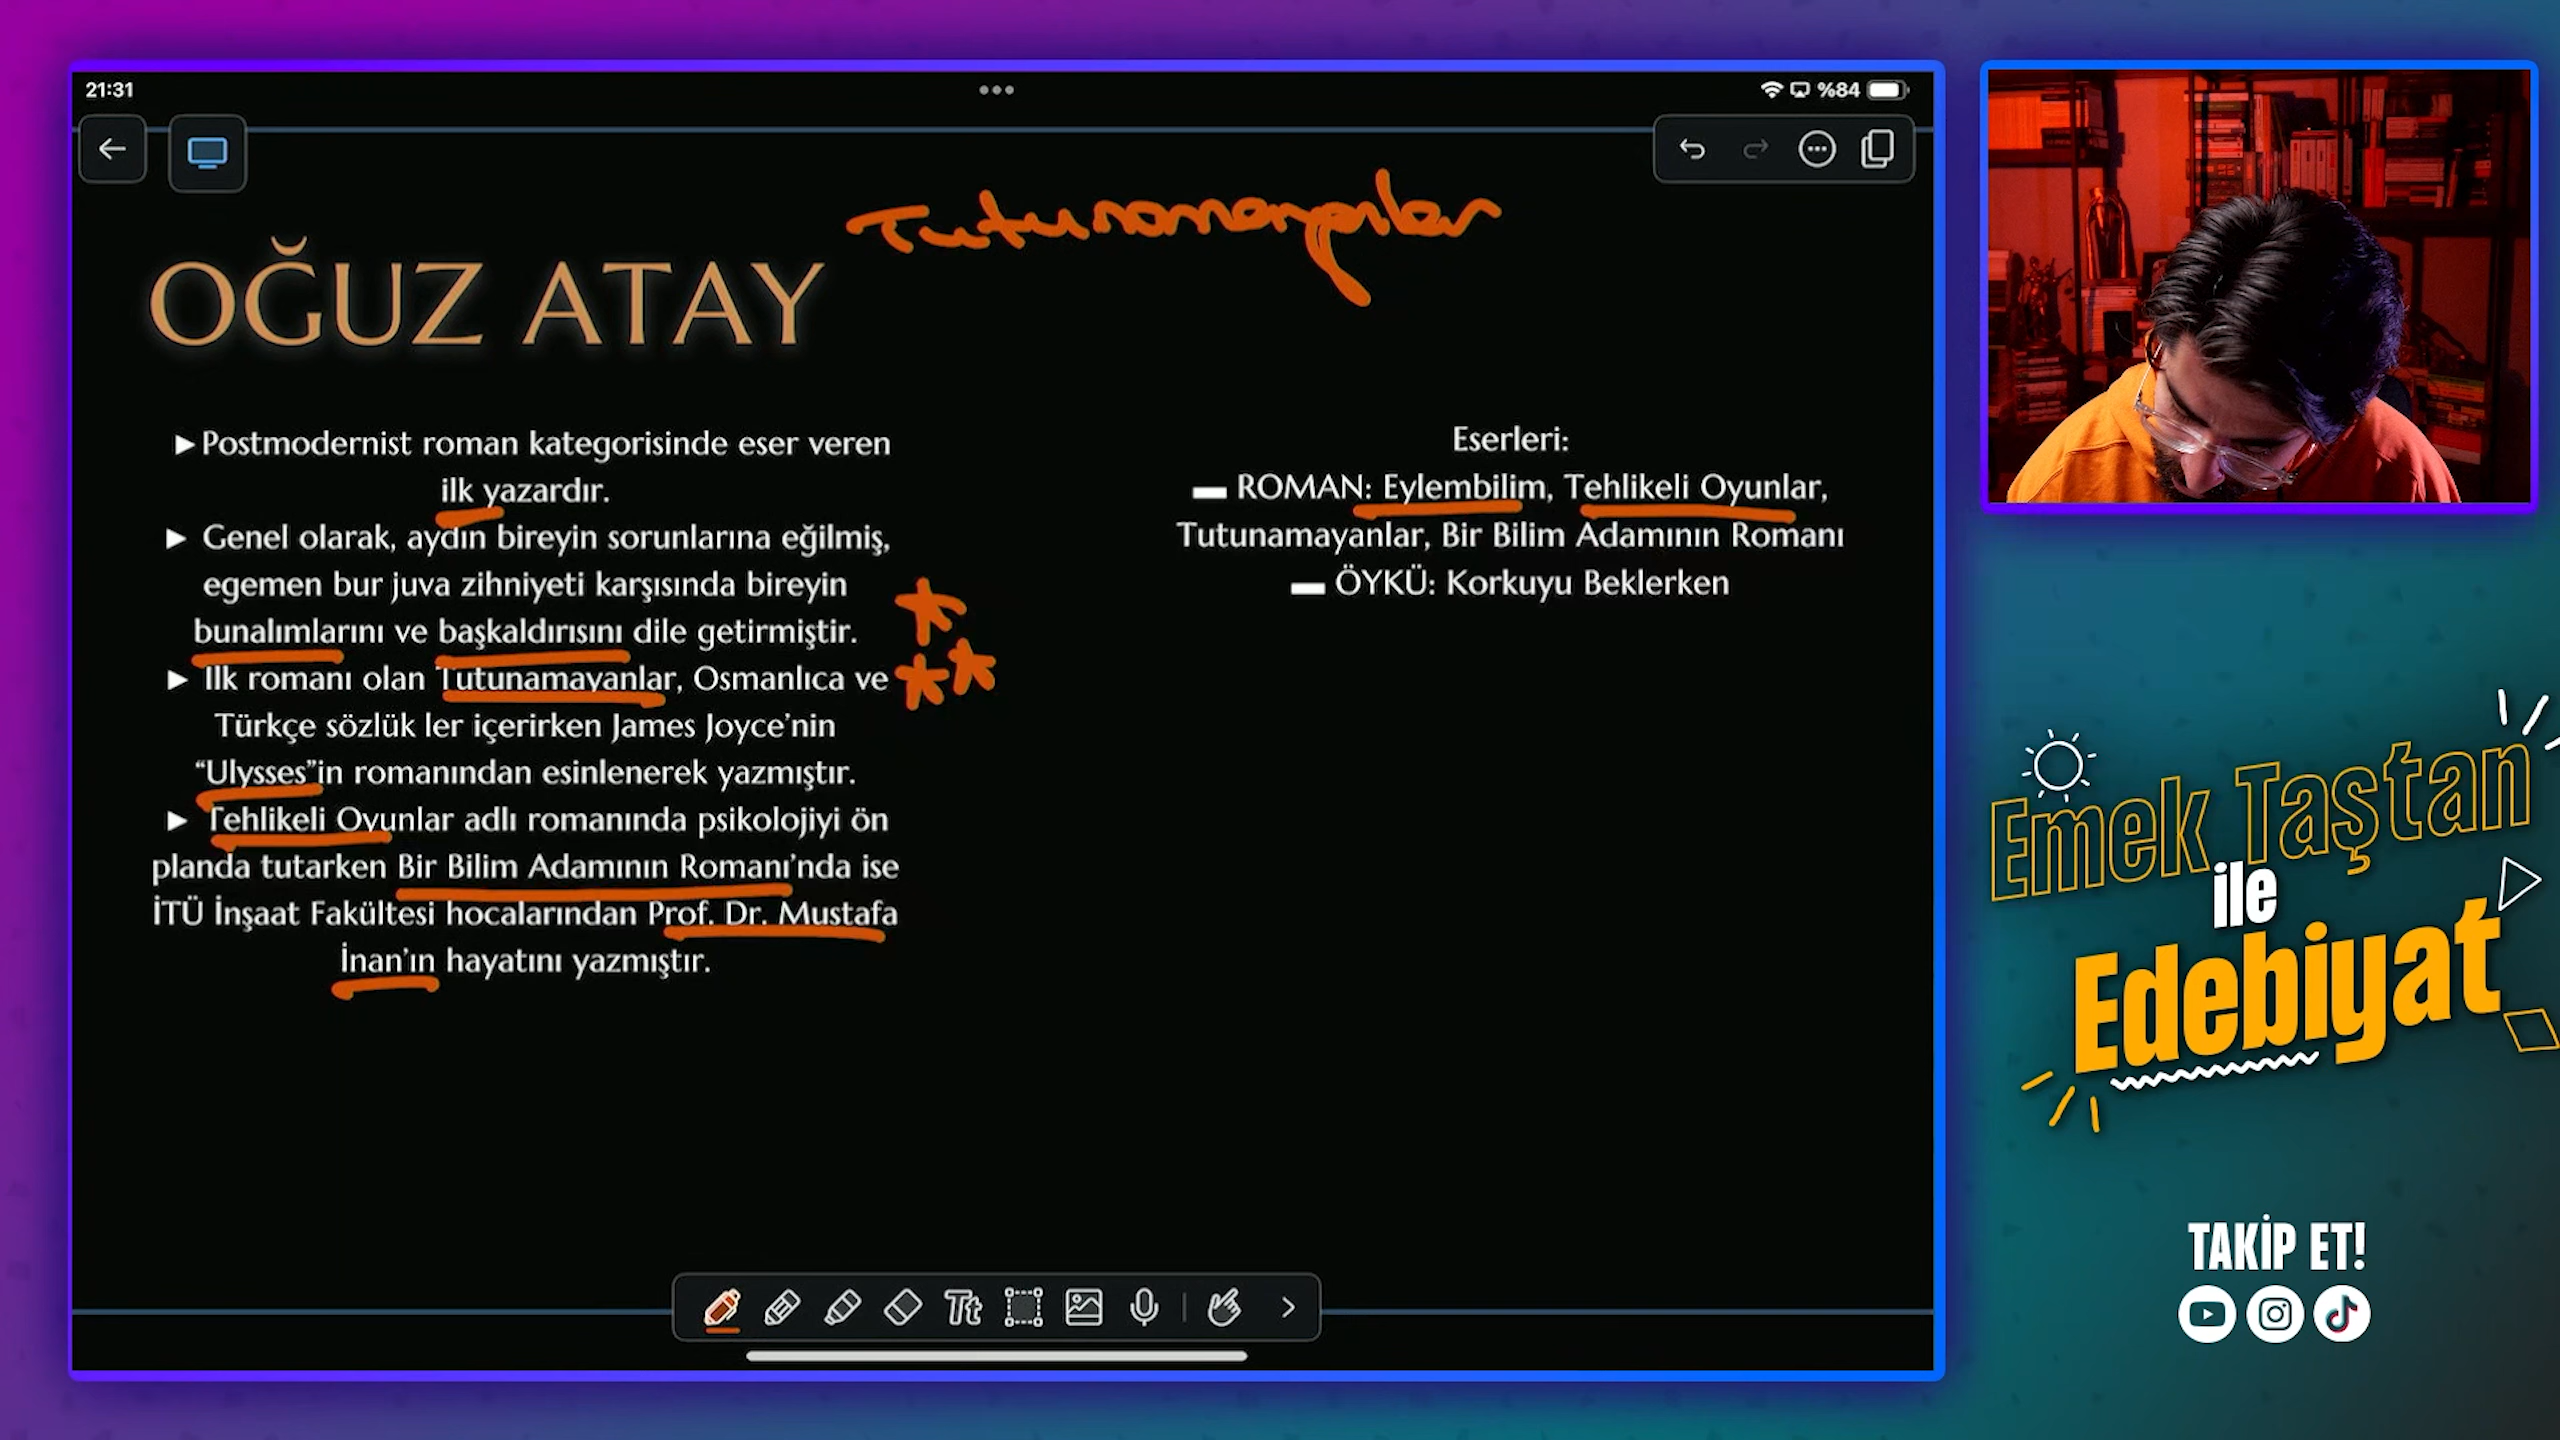 21:31
%84
Tutunamayanlar
OĞUZ ATAY
►Postmodernist roman kategorisinde eser veren
ilk yazardır.
► Genel olarak, aydın bireyin sorunlarına eğilmiş,
egemen bur juva zihniyeti karşısında bireyin
bunalımlarını ve başkaldırısını dile getirmiştir.
► Ilk romanı olan Tutunamayanlar, Osmanlıca ve
Türkçe sözlük ler içerirken James Joyce’nin
“Ulysses”in romanından esinlenerek yazmıştır.
► Tehlikeli Oyunlar adlı romanında psikolojiyi ön
planda tutarken Bir Bilim Adamının Romanı’nda ise
İTÜ İnşaat Fakültesi hocalarından Prof. Dr. Mustafa
İnan’ın hayatını yazmıştır.
Eserleri:
▬ ROMAN: Eylembilim, Tehlikeli Oyunlar,
Tutunamayanlar, Bir Bilim Adamının Romanı
▬ ÖYKÜ: Korkuyu Beklerken
Tt
Emek Taştan
ile
Edebiyat
TAKİP ET!